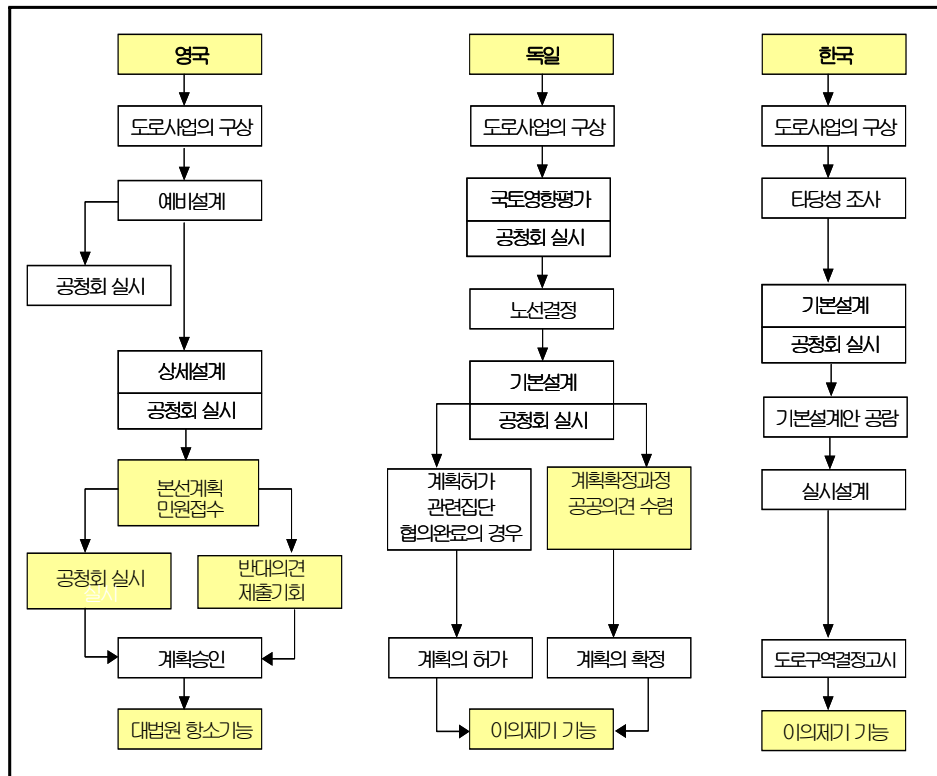 영국
도로사업의 구상
예비설계
공청회 실시
상세설계
공청회 실시
본선계획
민원접수
공청회 실시
실시
반대의견
제출기회
계획승인
대법원 항소기능
독일
도로사업의 구상
국토영향평가
공청회 실시
노선결정
기본설계
공청회 실시
계획허가
관련집단
협의완료의 경우
계획확정과정
공공의견 수렴
계획의 허가
계획의 확정
이의제기 기능
한국
도로사업의 구상
타당성 조사
기본설계
공청회 실시
기본설계안 공람
실시설계
도로구역결정고시
이의제기 기능